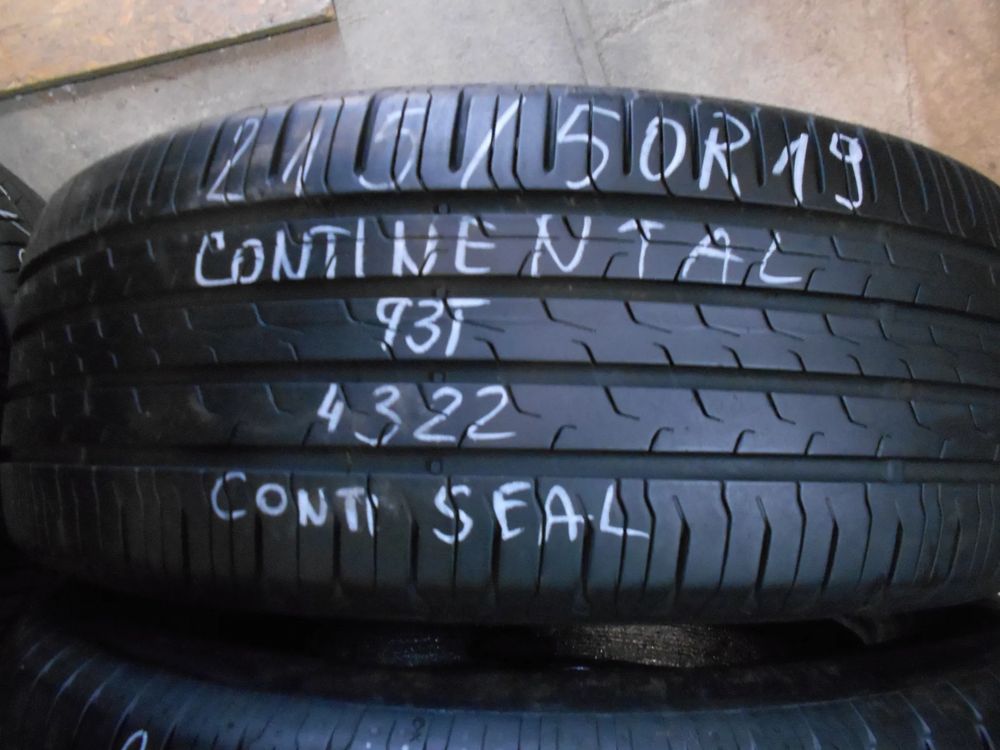 215/50R19
CONTINENTAL
93T
4322
CONTI SEAL